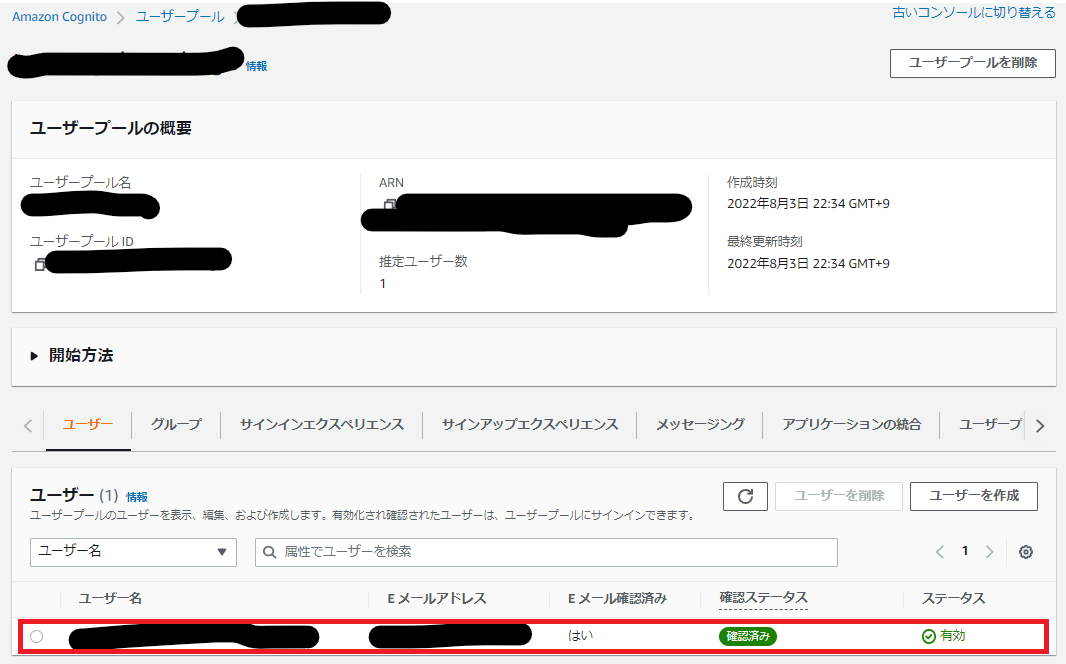 Amazon Cognito > ユーザープール >
古いコンソールに切り替える
情報
ユーザープールを削除
ユーザープールの概要
ユーザープール名
ユーザープール ID
ARN
推定ユーザー数
1
作成時刻
2022年8月3日 22:34 GMT+9
最終更新時刻
2022年8月3日 22:34 GMT+9
開始方法
ユーザー グループ サインインエクスペリエンス サインアップエクスペリエンス メッセージング アプリケーションの統合 ユーザープ
ユーザー (1) 情報
ユーザーを削除 ユーザーを作成
ユーザープールのユーザーを表示、編集、および作成します。有効化され確認されたユーザーは、ユーザープールにサインインできます。
ユーザー名 属性でユーザーを検索 1
ユーザー名 E メールアドレス E メール確認済み 確認ステータス ステータス
はい 確認済み 有効